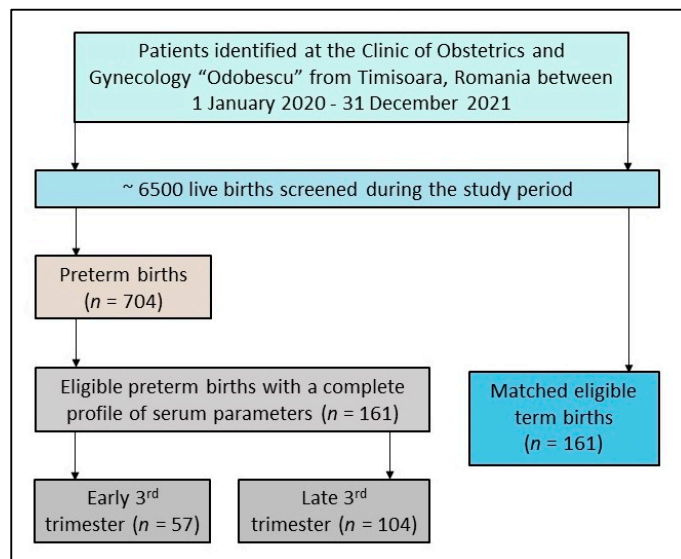 Patients identified at the Clinic of Obstetrics and
Gynecology “Odobescu” from Timisoara, Romania between
1 January 2020 - 31 December 2021
~ 6500 live births screened during the study period
Preterm births
(n = 704)
Eligible preterm births with a complete
profile of serum parameters (n = 161)
Matched eligible
term births
(n = 161)
Early 3rd
trimester (n = 57)
Late 3rd
trimester (n = 104)